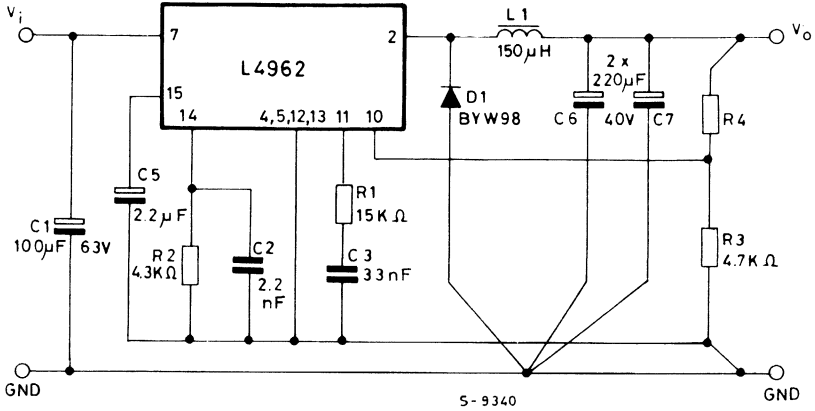 Vi
7
2
L4962
15
14
4,5,12,13
11
10
L1
150µH
Vo
2x
220µF
D1
BYW98
C6
40V
C7
R4
C5
2.2µF
C1
100µF
63V
R2
4.3KΩ
C2
2.2
nF
R1
15KΩ
C3
33nF
R3
4.7KΩ
GND
GND
S-9340